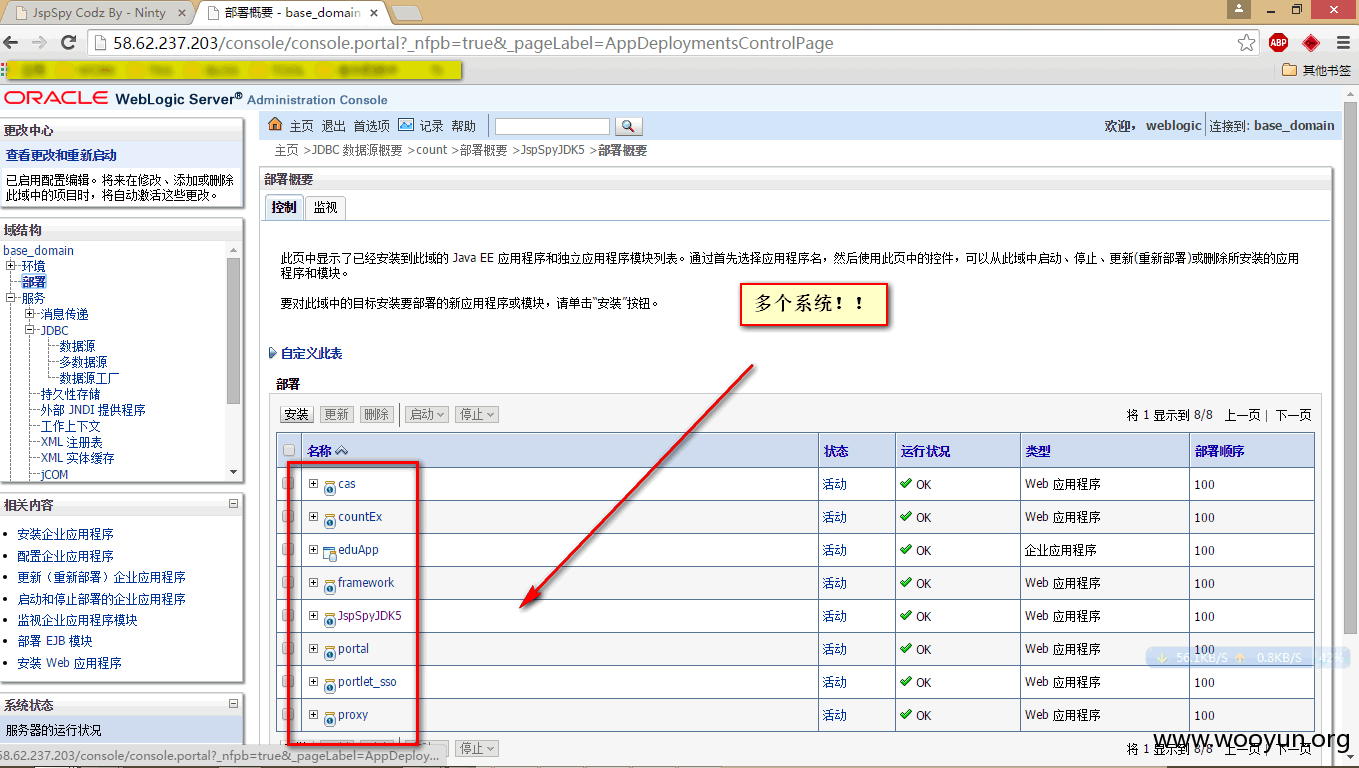 JspSpy Codz By - Ninty
部署概要 - base_domain
58.62.237.203/console/console.portal?_nfpb=true&_pageLabel=AppDeploymentsControlPage
ABP
其他书签
ORACLE WebLogic Server® Administration Console
更改中心
查看更改和重新启动
已启用配置编辑。将来在修改、添加或删除
此域中的项目时，将自动激活这些更改。
域结构
base_domain
环境
部署
服务
消息传递
JDBC
数据源
多数据源
数据源工厂
持久性存储
外部 JNDI 提供程序
工作上下文
XML 注册表
XML 实体缓存
jCOM
相关内容
安装企业应用程序
配置企业应用程序
更新（重新部署）企业应用程序
启动和停止部署的企业应用程序
监视企业应用程序模块
部署 EJB 模块
安装 Web 应用程序
系统状态
服务器的运行状况
主页 退出 首选项 记录 帮助
欢迎， weblogic 连接到: base_domain
主页 >JDBC 数据源概要 >count >部署概要 >JspSpyJDK5 >部署概要
部署概要
控制 监视
此页中显示了已经安装到此域的 Java EE 应用程序和独立应用程序模块列表。通过首先选择应用程序名，然后使用此页中的控件，可以从此域中启动、停止、更新(重新部署)或删除所安装的应用
程序和模块。
要对此域中的目标安装要部署的新应用程序或模块，请单击“安装”按钮。
多个系统！！
自定义此表
部署
安装 更新 删除 启动 停止
将 1 显示到 8/8 上一页 | 下一页
名称 状态 运行状况 类型 部署顺序
cas 活动 OK Web 应用程序 100
countEx 活动 OK Web 应用程序 100
eduApp 活动 OK 企业应用程序 100
framework 活动 OK Web 应用程序 100
JspSpyJDK5 活动 OK Web 应用程序 100
portal 活动 OK Web 应用程序 100
portlet_sso 活动 OK Web 应用程序 100
proxy 活动 OK Web 应用程序 100
56.1KB/S 0.8KB/S 42%
停止
将 1 显示到 8/8 上一页 | 下一页
58.62.237.203/console/console.portal?_nfpb=true&_pageLabel=AppDeploy...
www.wooyun.org